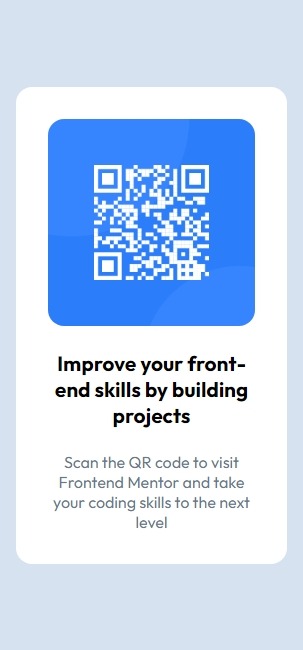 Improve your front-
end skills by building
projects
Scan the QR code to visit
Frontend Mentor and take
your coding skills to the next
level